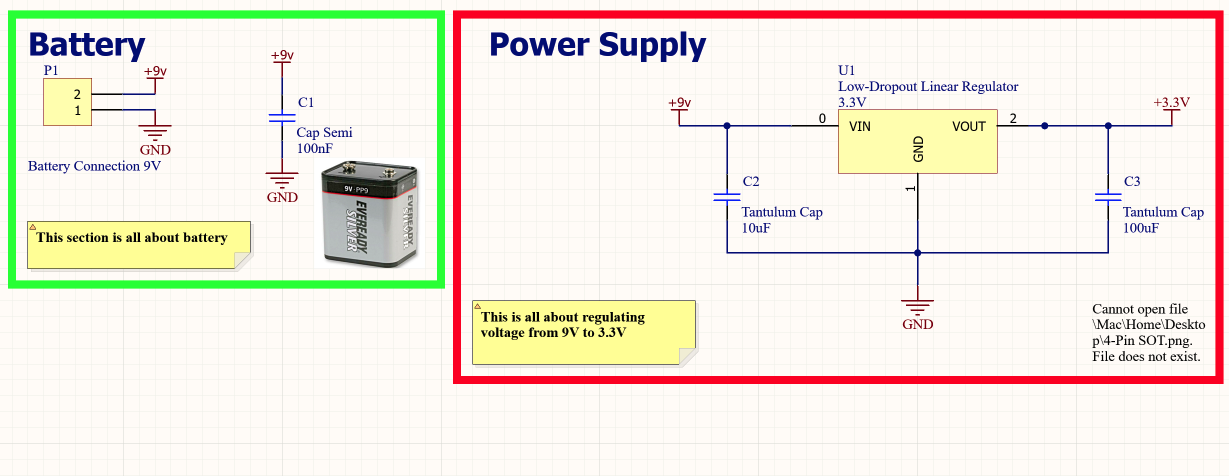 Battery
P1
2
1
+9v
GND
Battery Connection 9V
+9v
C1
Cap Semi
100nF
GND
9V PP9
EVEREADY
SILVER
EVEREADY
SILVER
This section is all about battery
Power Supply
+9v
C2
Tantulum Cap
10uF
U1
Low-Dropout Linear Regulator
3.3V
0
VIN
VOUT
2
GND
1
GND
+3.3V
C3
Tantulum Cap
100uF
This is all about regulating
voltage from 9V to 3.3V
Cannot open file
\Mac\Home\Deskto
p\4-Pin SOT.png.
File does not exist.